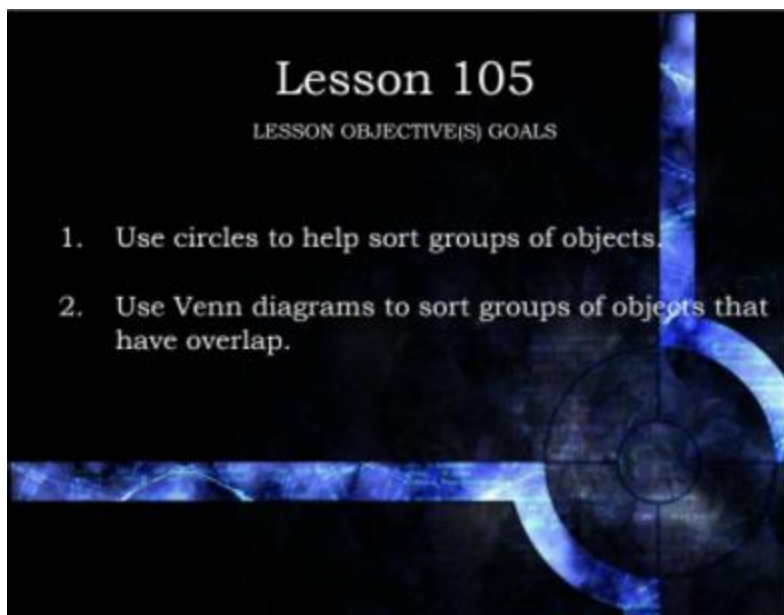 Lesson 105
LESSON OBJECTIVE(S) GOALS
1. Use circles to help sort groups of objects.
2. Use Venn diagrams to sort groups of objects that
have overlap.